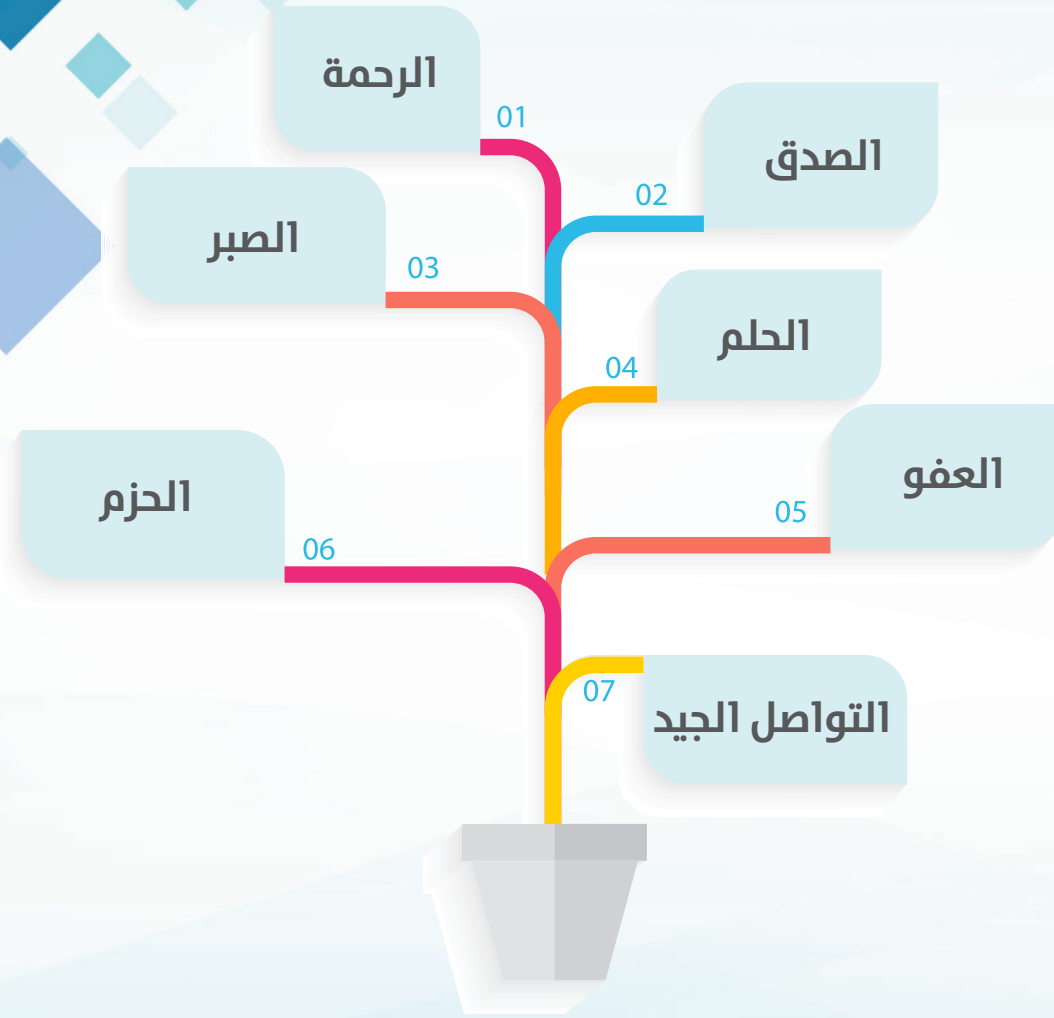 الرحمة
01
الصدق
02
الصبر
03
الحلم
04
العفو
05
الحزم
06
التواصل الجيد
07